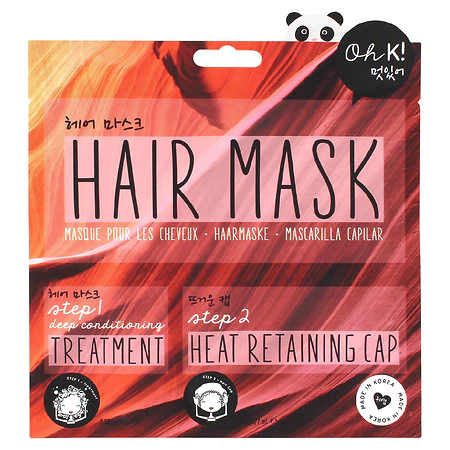 Oh K!
멋있어
헤어 마스크
HAIR MASK
MASQUE POUR LES CHEVEUX • HAARMASKE • MASCARILLA CAPILAR
헤어 마스크
step 1
deep conditioning
TREATMENT
뜨거운 캡
step 2
HEAT RETAINING CAP
MADE IN KOREA
MADE IN KOREA